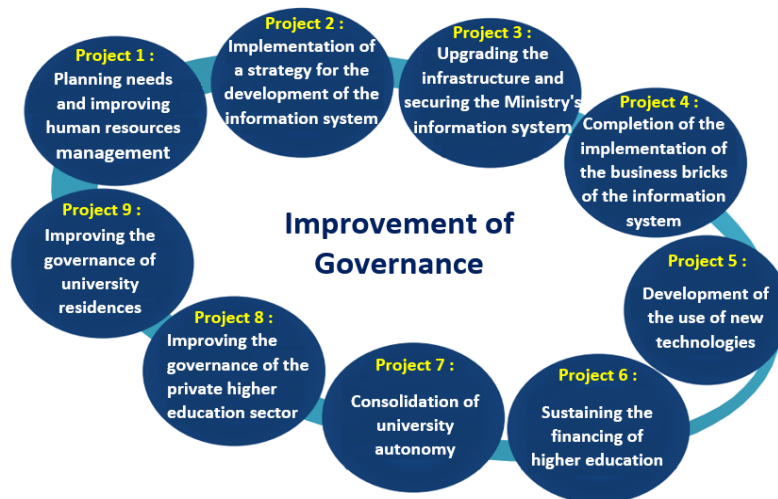 Project 1 :
Planning needs
and improving
human resources
management
Project 2 :
Implementation of
a strategy for the
development of the
information system
Project 3 :
Upgrading the
infrastructure and
securing the Ministry's
information system
Project 4 :
Completion of the
implementation of
the business bricks
of the information
system
Project 5 :
Development of
the use of new
technologies
Project 6 :
Sustaining the
financing of
higher education
Project 7 :
Consolidation of
university
autonomy
Project 8 :
Improving the
governance of the
private higher
education sector
Project 9 :
Improving the
governance of
university
residences
Improvement of
Governance